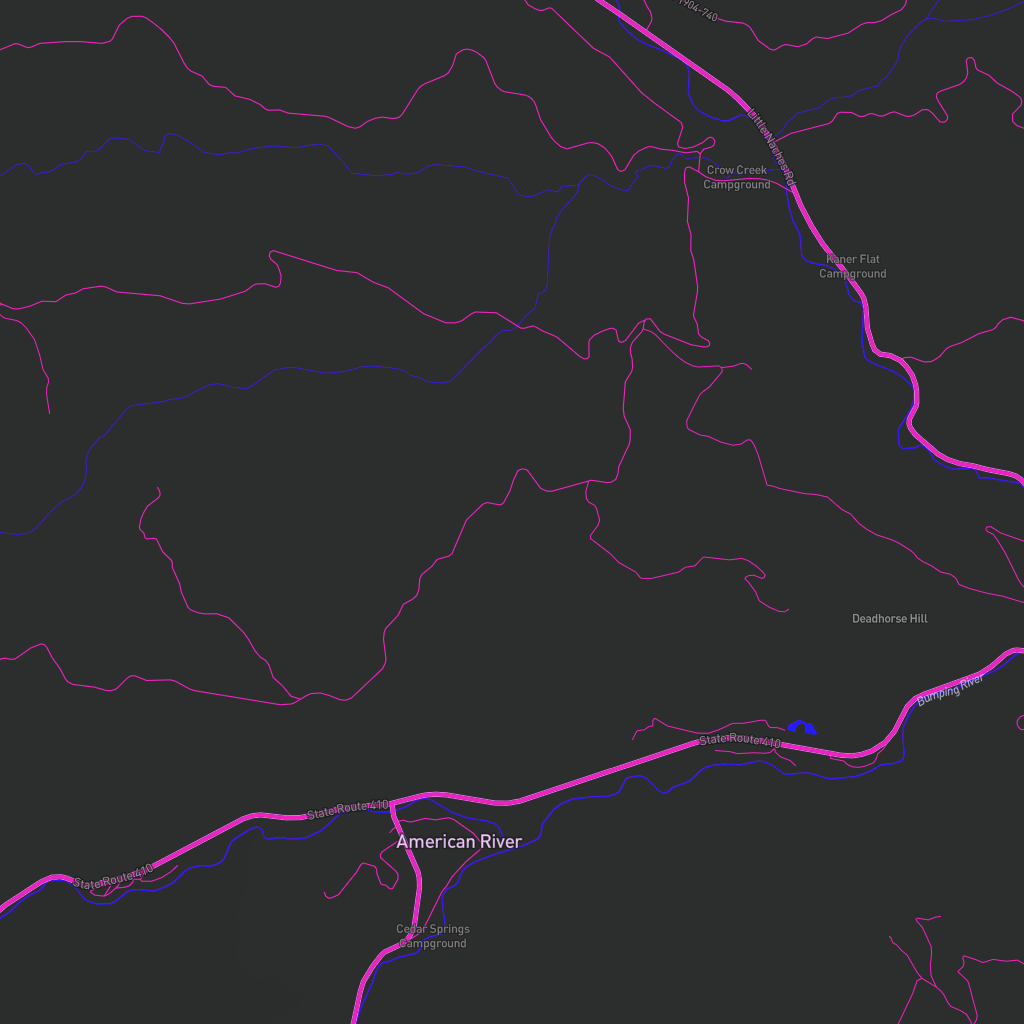 1904-740
Little Naches Rd
Crow Creek
Campground
Kaner Flat
Campground
Deadhorse Hill
Bumping River
State Route 410
State Route 410
American River
State Route 410
Cedar Springs
Campground